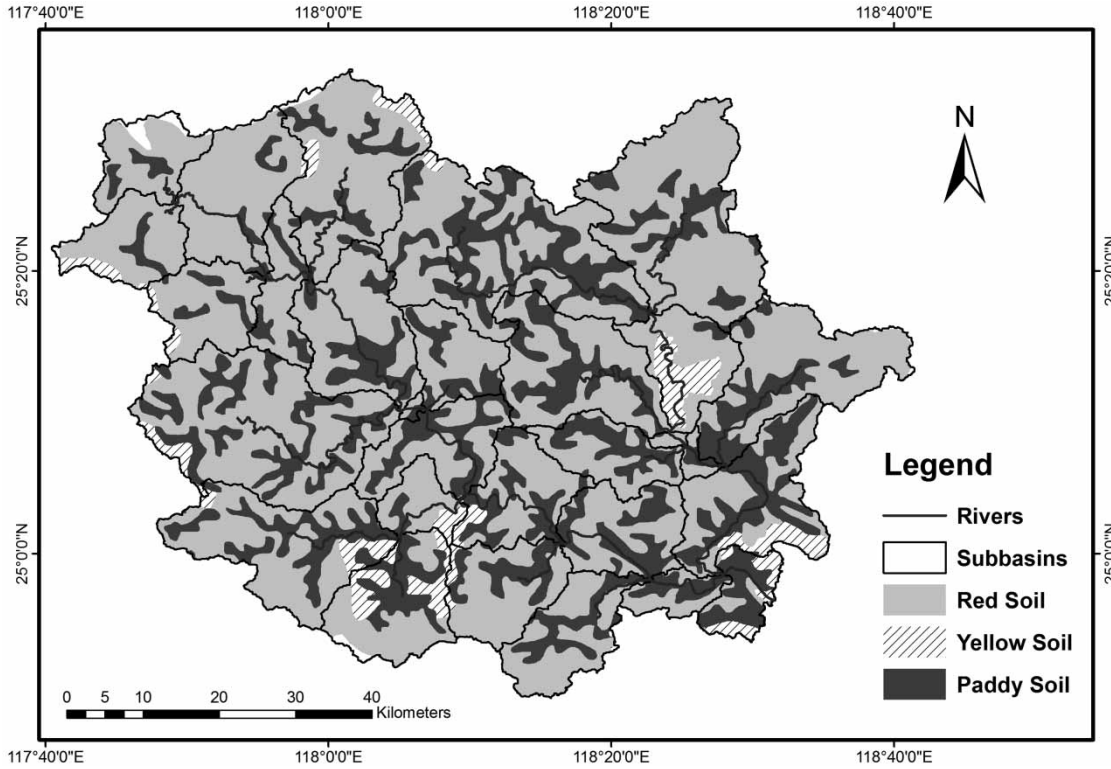 117°40'0"E 118°0'0"E 118°20'0"E 118°40'0"E
N
25°20'0"N 25°20'0"N
Legend
Rivers
Subbasins
25°0'0"N 25°0'0"N
Red Soil
Yellow Soil
Paddy Soil
0 5 10 20 30 40
Kilometers
117°40'0"E 118°0'0"E 118°20'0"E 118°40'0"E